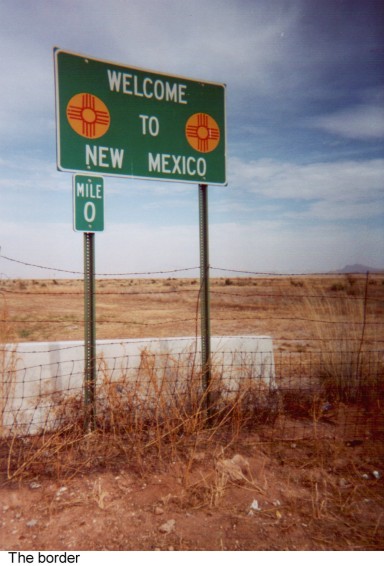 WELCOME
TO
NEW MEXICO
MILE
0
The border